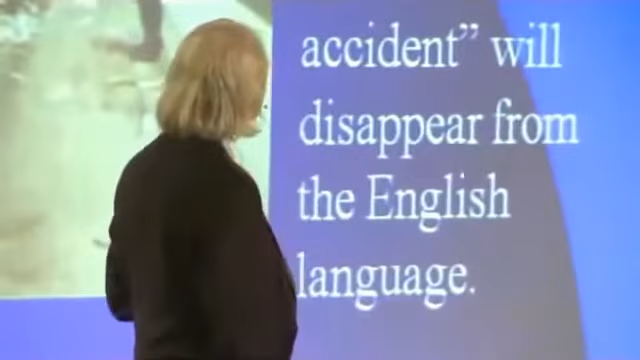 accident” will
disappear from
the English
language.